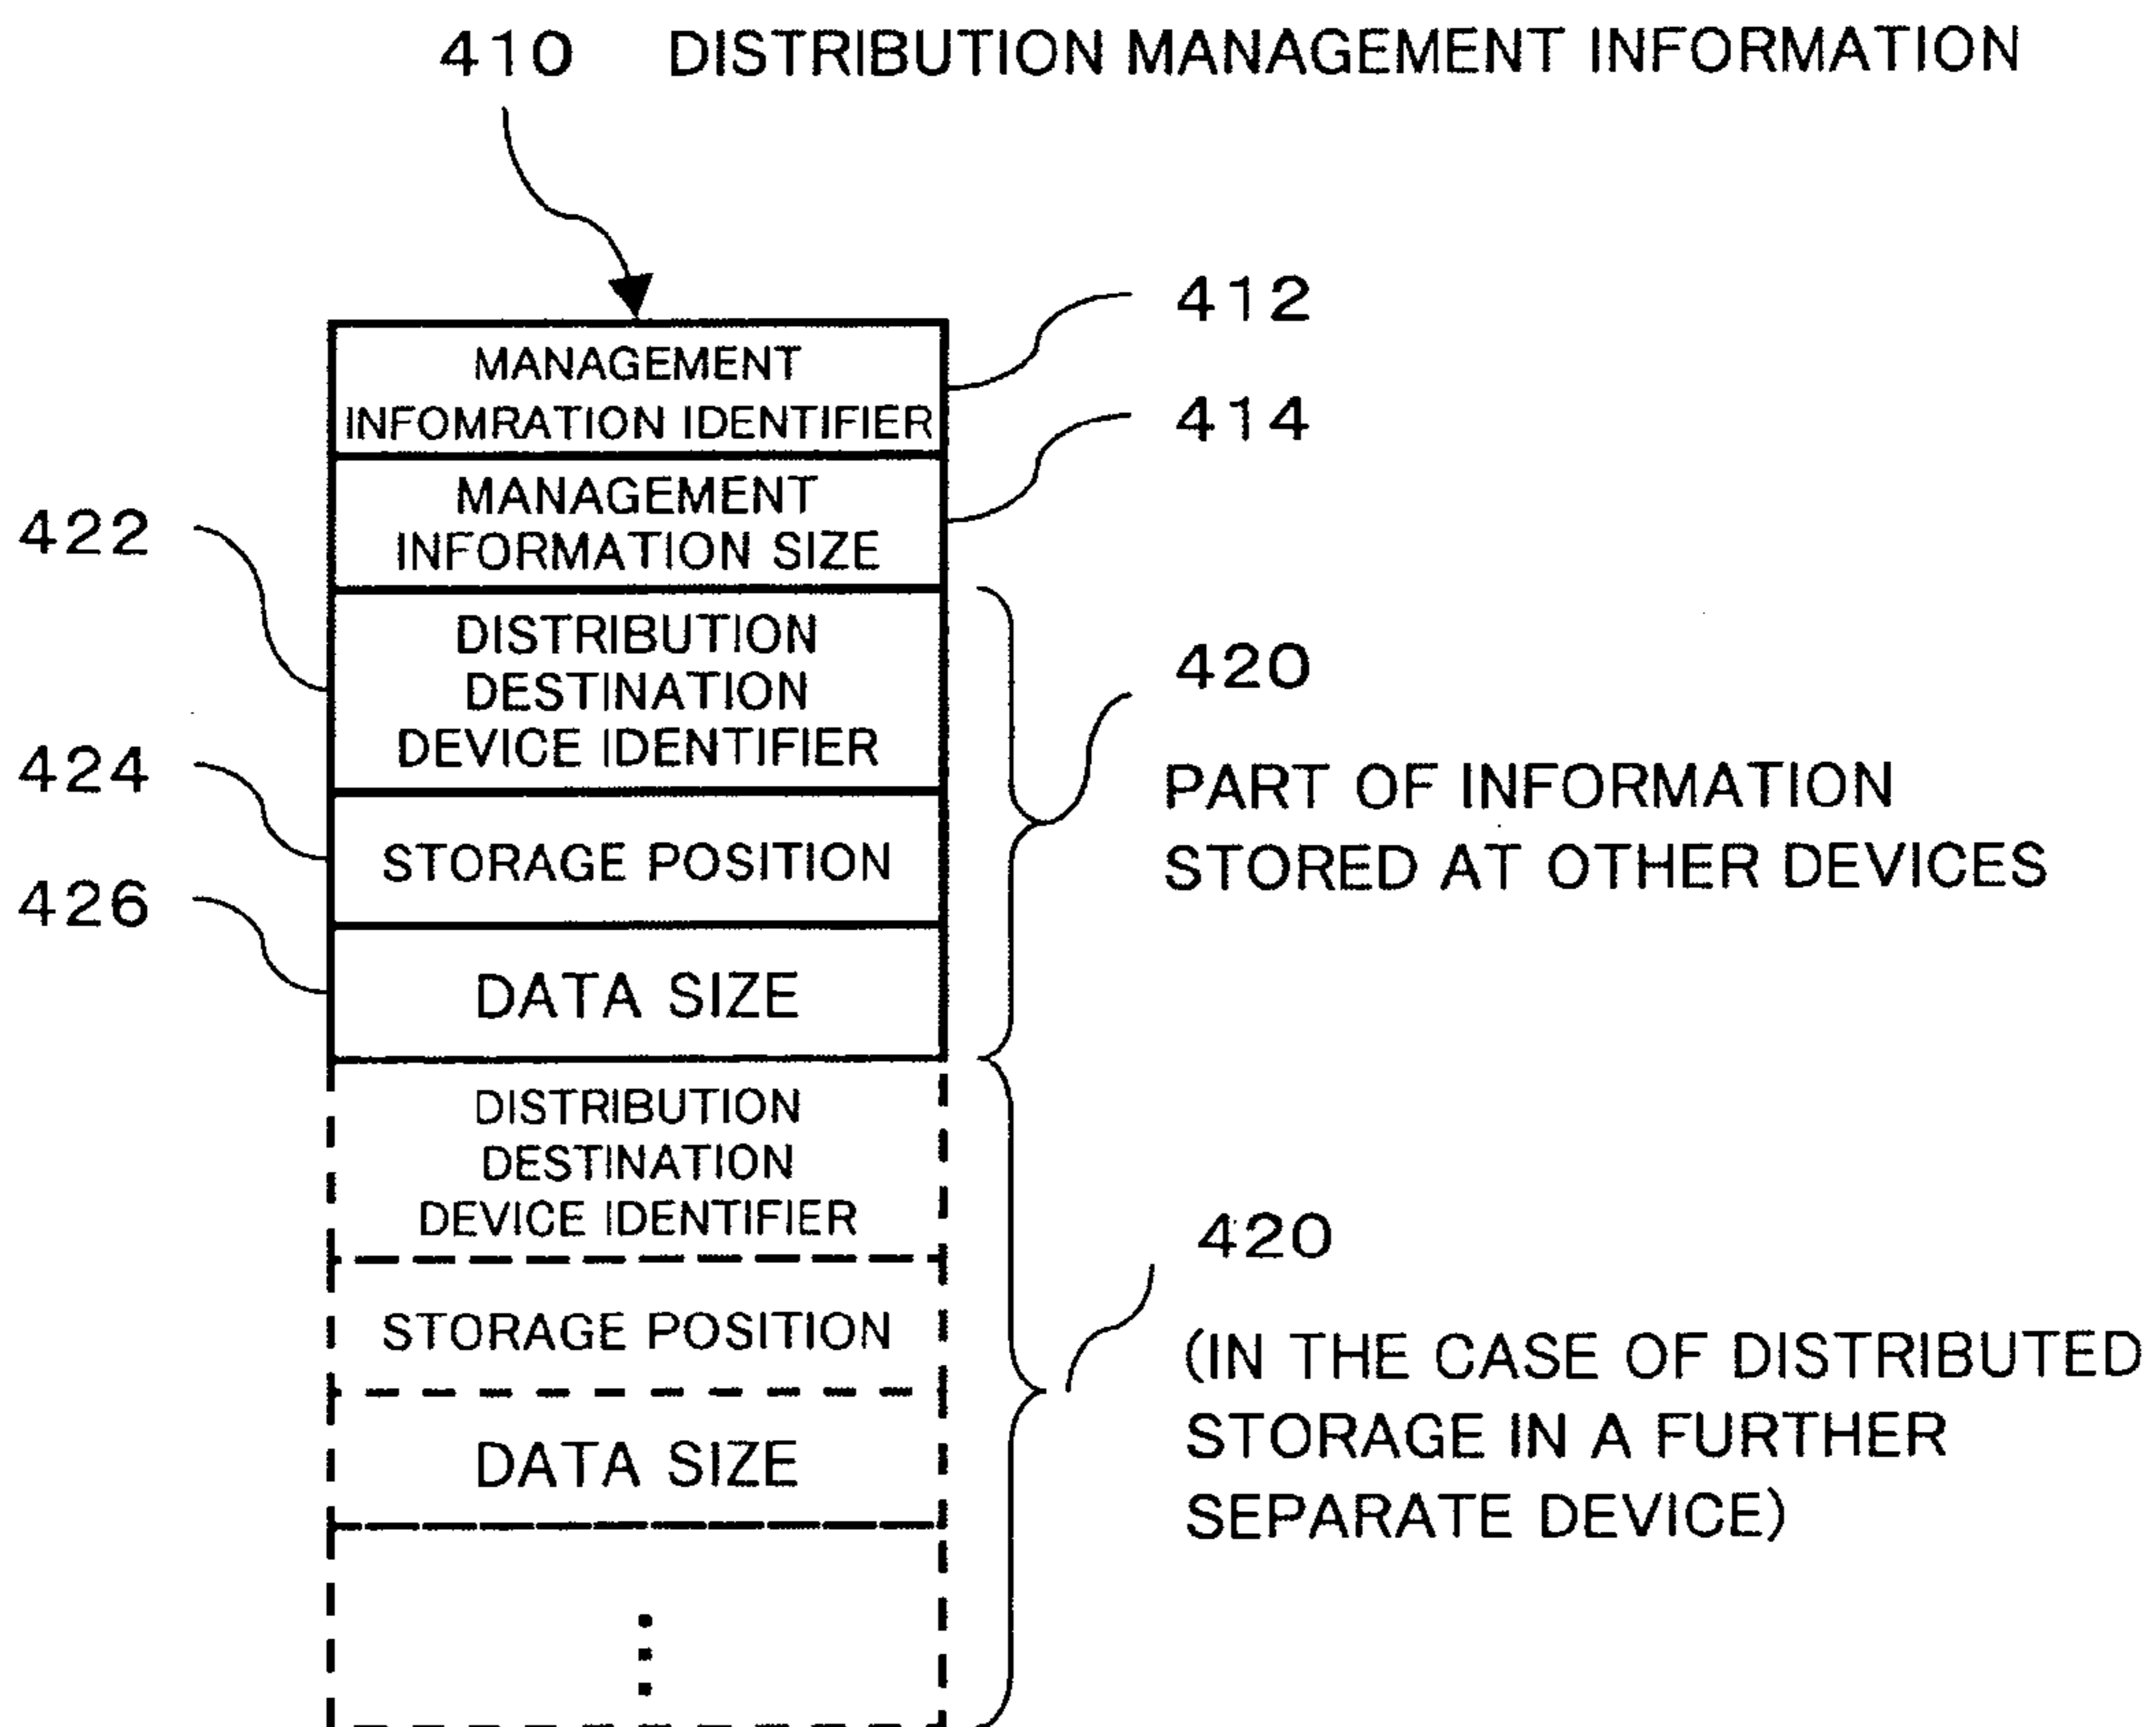 410 DISTRIBUTION MANAGEMENT INFORMATION
412
MANAGEMENT
INFOMRATION IDENTIFIER
414
MANAGEMENT
INFORMATION SIZE
422
DISTRIBUTION
DESTINATION
DEVICE IDENTIFIER
420
PART OF INFORMATION
STORED AT OTHER DEVICES
424
STORAGE POSITION
426
DATA SIZE
DISTRIBUTION
DESTINATION
DEVICE IDENTIFIER
420
(IN THE CASE OF DISTRIBUTED
STORAGE IN A FURTHER
SEPARATE DEVICE)
STORAGE POSITION
DATA SIZE